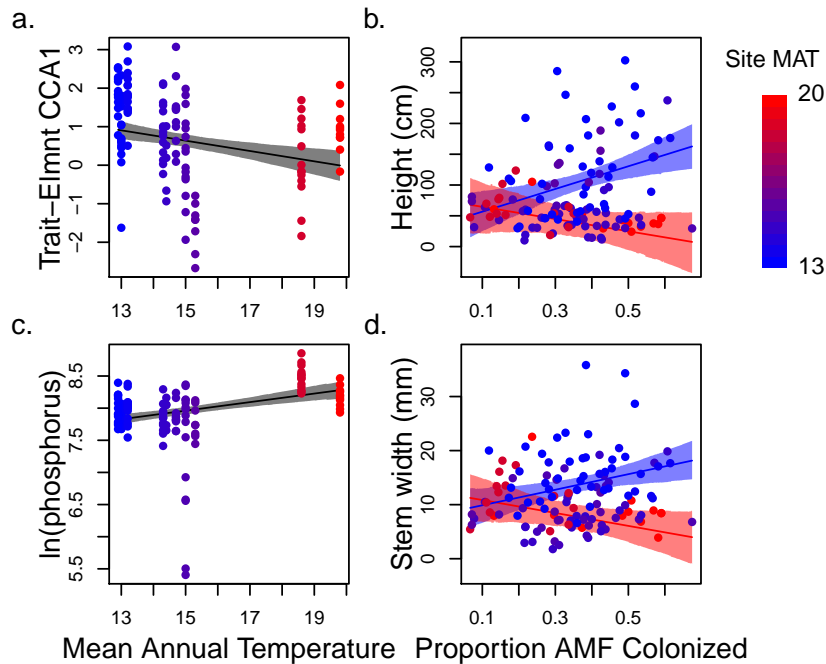 a.
Trait−Elmnt CCA1
3
2
1
0
−1
−2
13 15 17 19
b.
Height (cm)
300
200
100
0
0.1 0.3 0.5
Site MAT
20
13
c.
ln(phosphorus)
8.5
7.5
6.5
5.5
13 15 17 19
Mean Annual Temperature
d.
Stem width (mm)
30
20
10
0
0.1 0.3 0.5
Proportion AMF Colonized